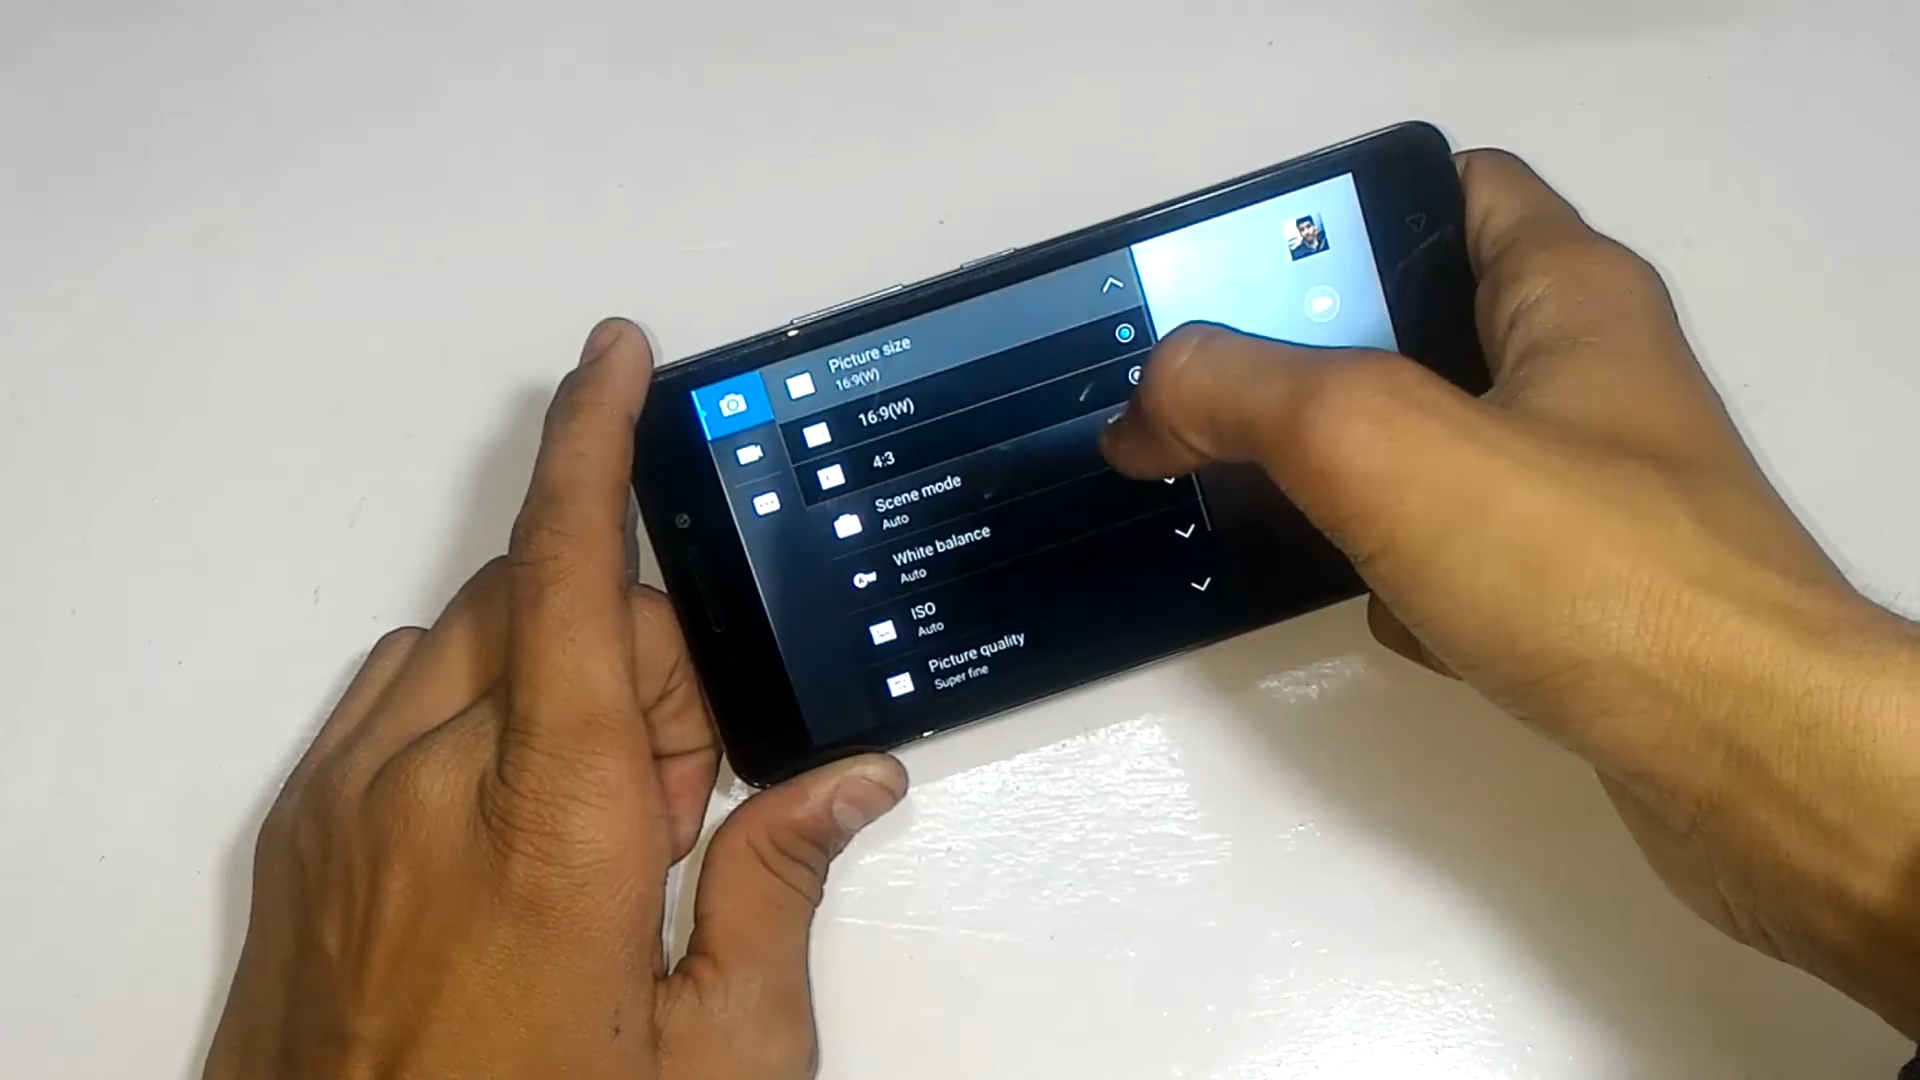 Picture size
16:9(W)
16:9(W)
4:3
Scene mode
Auto
White balance
Auto
ISO
Auto
Picture quality
Super fine